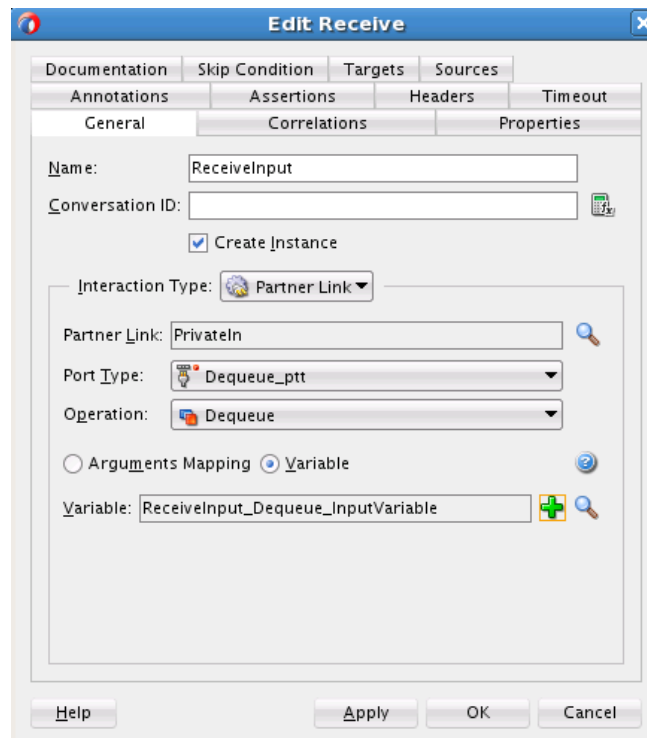 Edit Receive
Documentation Skip Condition Targets Sources
Annotations Assertions Headers Timeout
General Correlations Properties
Name: ReceiveInput
Conversation ID:
Create Instance
Interaction Type: Partner Link
Partner Link: PrivateIn
Port Type: Dequeue_ptt
Operation: Dequeue
Arguments Mapping Variable
Variable: ReceiveInput_Dequeue_InputVariable
Help Apply OK Cancel